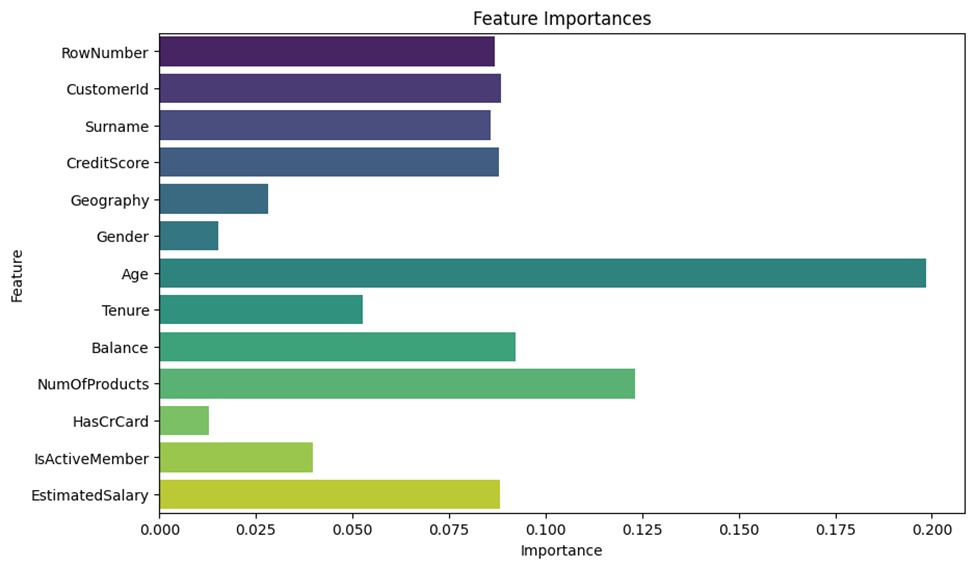 Feature Importances
RowNumber
CustomerId
Surname
CreditScore
Geography
Gender
Age
Tenure
Balance
NumOfProducts
HasCrCard
IsActiveMember
EstimatedSalary
Feature
0.000 0.025 0.050 0.075 0.100 0.125 0.150 0.175 0.200
Importance